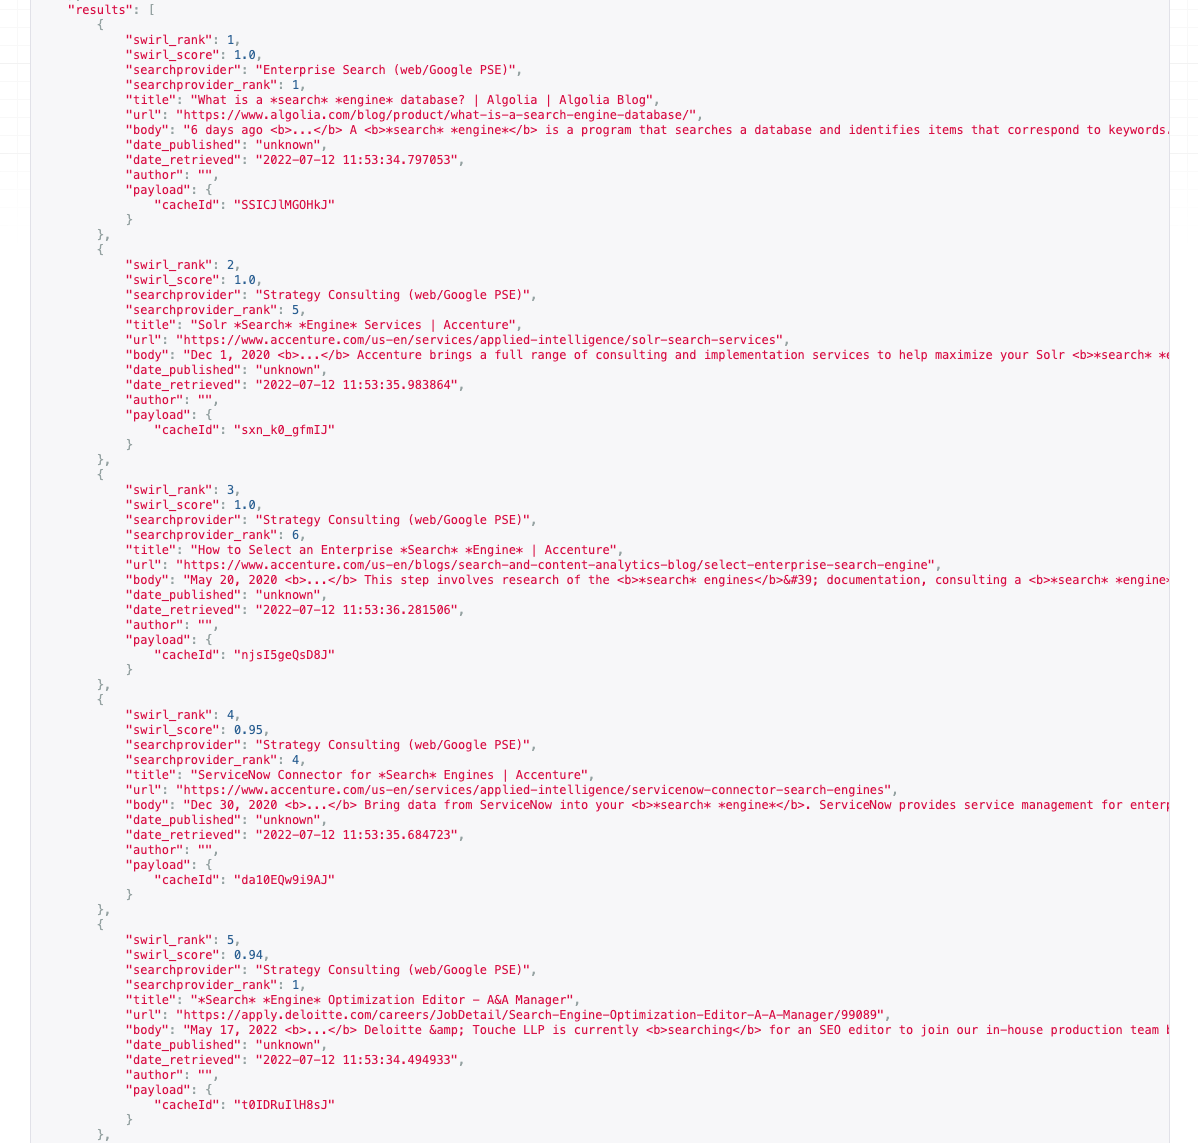 "results": [
{
"swirl_rank": 1,
"swirl_score": 1.0,
"searchprovider": "Enterprise Search (web/Google PSE)",
"searchprovider_rank": 1,
"title": "What is a *search* *engine* database? | Algolia | Algolia Blog",
"url": "https://www.algolia.com/blog/product/what-is-a-search-engine-database/",
"body": "6 days ago <b>...</b> A <b>*search* *engine*</b> is a program that searches a database and identifies items that correspond to keywords.
"date_published": "unknown",
"date_retrieved": "2022-07-12 11:53:34.797053",
"author": "",
"payload": {
"cacheId": "SSICJlMGOHkJ"
}
},
{
"swirl_rank": 2,
"swirl_score": 1.0,
"searchprovider": "Strategy Consulting (web/Google PSE)",
"searchprovider_rank": 5,
"title": "Solr *Search* *Engine* Services | Accenture",
"url": "https://www.accenture.com/us-en/services/applied-intelligence/solr-search-services",
"body": "Dec 1, 2020 <b>...</b> Accenture brings a full range of consulting and implementation services to help maximize your Solr <b>*search* *e
"date_published": "unknown",
"date_retrieved": "2022-07-12 11:53:35.983864",
"author": "",
"payload": {
"cacheId": "sxn_k0_gfmIJ"
}
},
{
"swirl_rank": 3,
"swirl_score": 1.0,
"searchprovider": "Strategy Consulting (web/Google PSE)",
"searchprovider_rank": 6,
"title": "How to Select an Enterprise *Search* *Engine* | Accenture",
"url": "https://www.accenture.com/us-en/blogs/search-and-content-analytics-blog/select-enterprise-search-engine",
"body": "May 20, 2020 <b>...</b> This step involves research of the <b>*search* engines</b>&#39; documentation, consulting a <b>*search* *engine*
"date_published": "unknown",
"date_retrieved": "2022-07-12 11:53:36.281506",
"author": "",
"payload": {
"cacheId": "njsI5geQsD8J"
}
},
{
"swirl_rank": 4,
"swirl_score": 0.95,
"searchprovider": "Strategy Consulting (web/Google PSE)",
"searchprovider_rank": 4,
"title": "ServiceNow Connector for *Search* Engines | Accenture",
"url": "https://www.accenture.com/us-en/services/applied-intelligence/servicenow-connector-search-engines",
"body": "Dec 30, 2020 <b>...</b> Bring data from ServiceNow into your <b>*search* *engine*</b>. ServiceNow provides service management for enterp
"date_published": "unknown",
"date_retrieved": "2022-07-12 11:53:35.684723",
"author": "",
"payload": {
"cacheId": "da10EQw9i9AJ"
}
},
{
"swirl_rank": 5,
"swirl_score": 0.94,
"searchprovider": "Strategy Consulting (web/Google PSE)",
"searchprovider_rank": 1,
"title": "*Search* *Engine* Optimization Editor - A&A Manager",
"url": "https://apply.deloitte.com/careers/JobDetail/Search-Engine-Optimization-Editor-A-A-Manager/99089",
"body": "May 17, 2022 <b>...</b> Deloitte &amp; Touche LLP is currently <b>searching</b> for an SEO editor to join our in-house production team b
"date_published": "unknown",
"date_retrieved": "2022-07-12 11:53:34.494933",
"author": "",
"payload": {
"cacheId": "t0IDRuIlH8sJ"
}
},